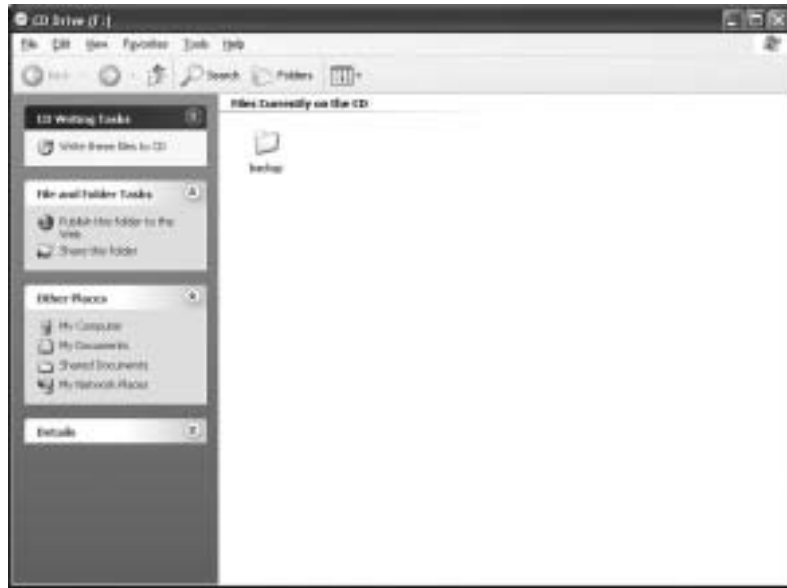 CD Drive (F:)
File Edit View Favorites Tools Help
Back Search Folders
CD Writing Tasks
Write these files to CD
File and Folder Tasks
Publish this folder to the
Web
Share this folder
Other Places
My Computer
My Documents
Shared Documents
My Network Places
Details
Files Currently on the CD
backup